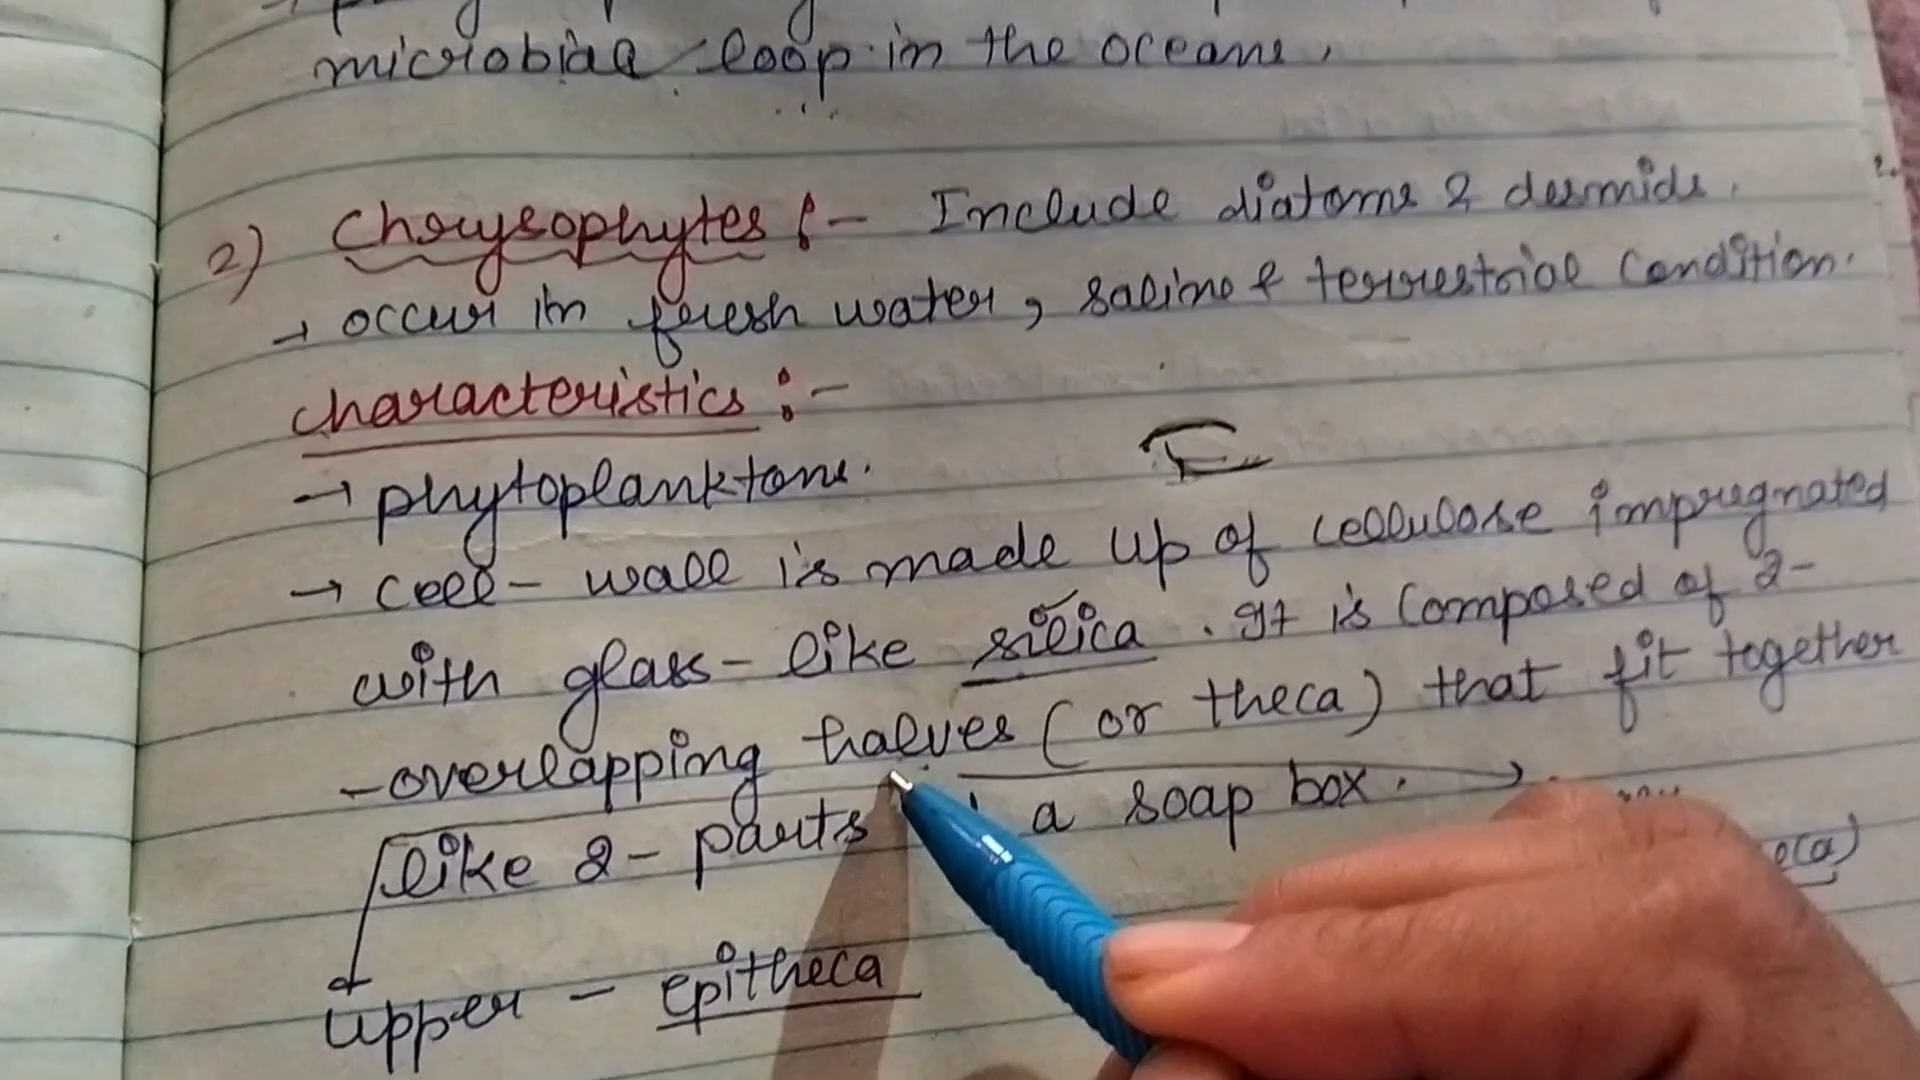 microbial loop in the oceans.
2) Chrysophytes :- Include diatoms & desmids.
→ occur in fresh water, saline & terrestrial condition.
characteristics :-
→ phytoplanktons.
→ cell-wall is made up of cellulose impregnated
with glass-like silica. It is composed of 2-
-overlapping halves (or theca) that fit together
like 2-parts a soap box.
upper - epitheca